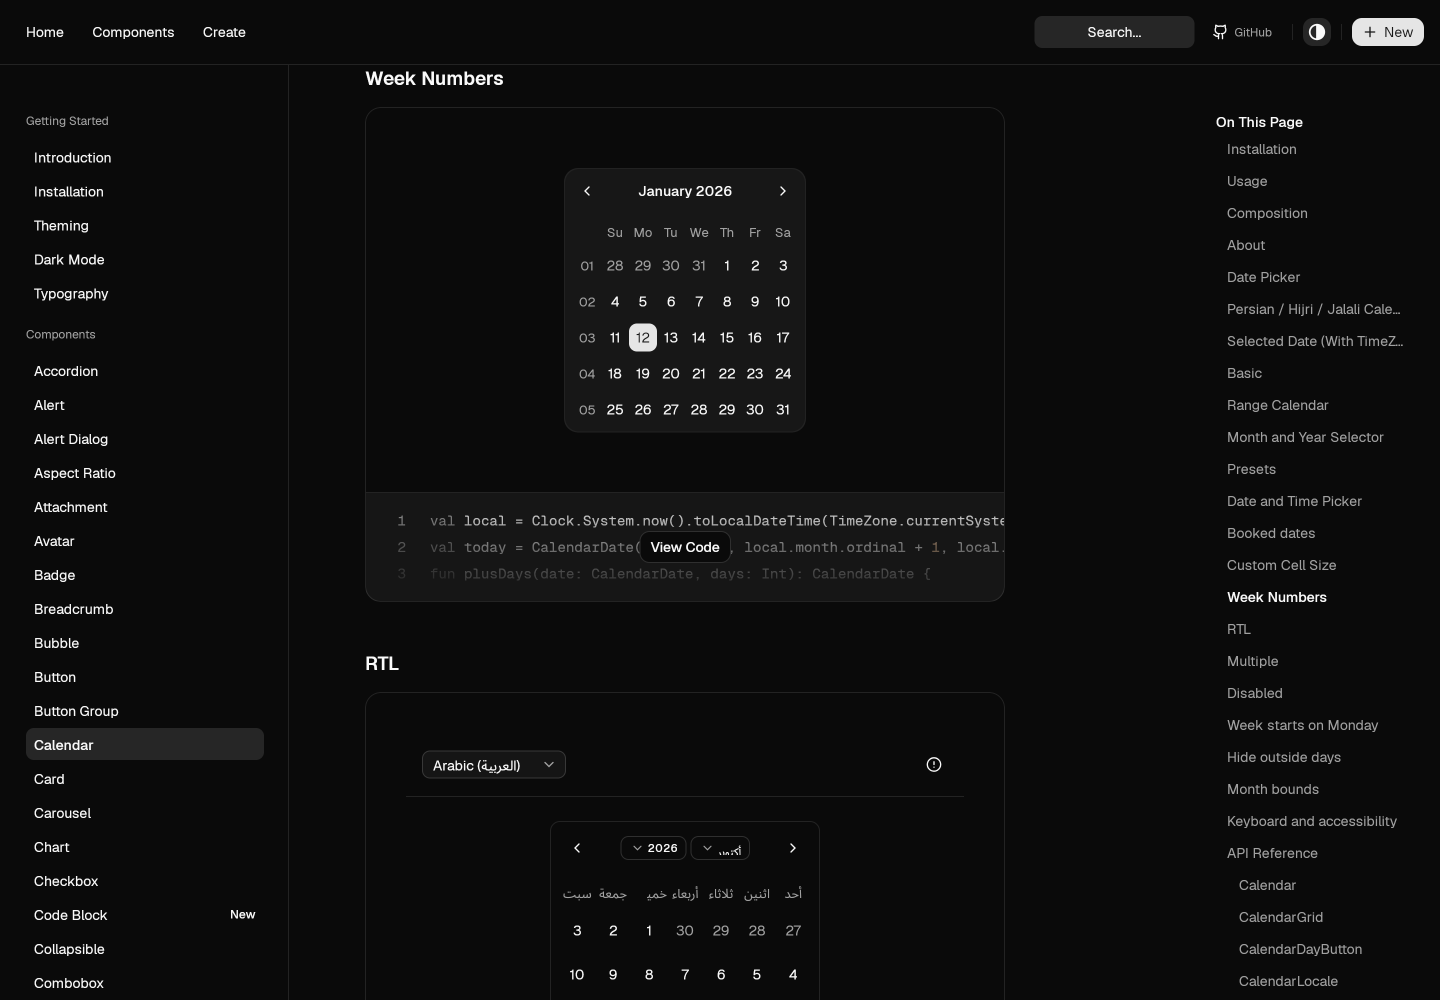 Home Components Create
Search...
GitHub
New
Getting Started
Introduction
Installation
Theming
Dark Mode
Typography
Components
Accordion
Alert
Alert Dialog
Aspect Ratio
Attachment
Avatar
Badge
Breadcrumb
Bubble
Button
Button Group
Calendar
Card
Carousel
Chart
Checkbox
Code Block New
Collapsible
Combobox
Week Numbers
January 2026
Su Mo Tu We Th Fr Sa
01 28 29 30 31 1 2 3
02 4 5 6 7 8 9 10
03 11 12 13 14 15 16 17
04 18 19 20 21 22 23 24
05 25 26 27 28 29 30 31
1 val local = Clock.System.now().toLocalDateTime(TimeZone.currentSyste
2 val today = CalendarDate( , local.month.ordinal + 1, local.
View Code
3 fun plusDays(date: CalendarDate, days: Int): CalendarDate {
RTL
Arabic (العربية)
2026 أكتوبر
أحد اثنين ثلاثاء أربعاء خمي جمعة سبت
3 2 1 30 29 28 27
10 9 8 7 6 5 4
On This Page
Installation
Usage
Composition
About
Date Picker
Persian / Hijri / Jalali Cale...
Selected Date (With TimeZ...
Basic
Range Calendar
Month and Year Selector
Presets
Date and Time Picker
Booked dates
Custom Cell Size
Week Numbers
RTL
Multiple
Disabled
Week starts on Monday
Hide outside days
Month bounds
Keyboard and accessibility
API Reference
Calendar
CalendarGrid
CalendarDayButton
CalendarLocale